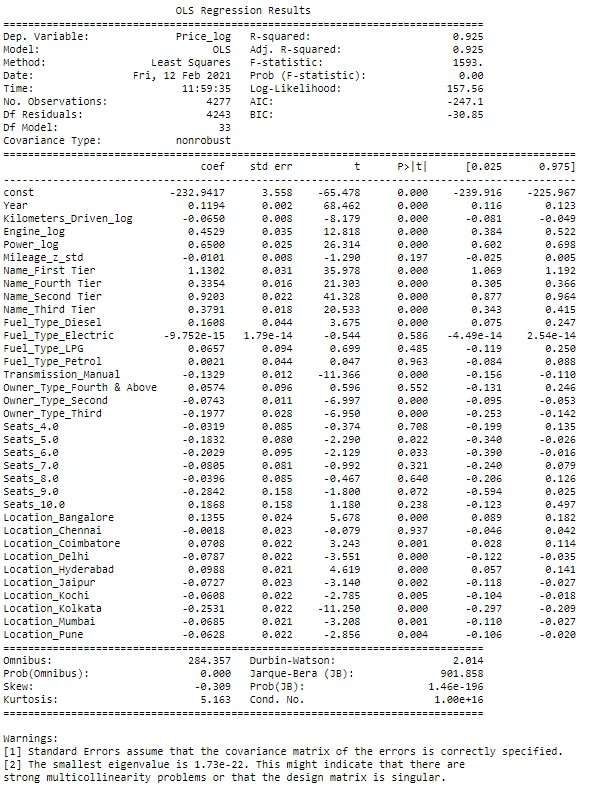 OLS Regression Results
==============================================================================
Dep. Variable: Price_log R-squared: 0.925
Model: OLS Adj. R-squared: 0.925
Method: Least Squares F-statistic: 1593.
Date: Fri, 12 Feb 2021 Prob (F-statistic): 0.00
Time: 11:59:35 Log-Likelihood: 157.56
No. Observations: 4277 AIC: -247.1
Df Residuals: 4243 BIC: -30.85
Df Model: 33
Covariance Type: nonrobust
==============================================================================
coef std err t P>|t| [0.025 0.975]
------------------------------------------------------------------------------
const -232.9417 3.558 -65.478 0.000 -239.916 -225.967
Year 0.1194 0.002 68.462 0.000 0.116 0.123
Kilometers_Driven_log -0.0650 0.008 -8.179 0.000 -0.081 -0.049
Engine_log 0.4529 0.035 12.818 0.000 0.384 0.522
Power_log 0.6500 0.025 26.314 0.000 0.602 0.698
Mileage_z_std -0.0101 0.008 -1.290 0.197 -0.025 0.005
Name_First Tier 1.1302 0.031 35.978 0.000 1.069 1.192
Name_Fourth Tier 0.3354 0.016 21.303 0.000 0.305 0.366
Name_Second Tier 0.9203 0.022 41.328 0.000 0.877 0.964
Name_Third Tier 0.3791 0.018 20.533 0.000 0.343 0.415
Fuel_Type_Diesel 0.1608 0.044 3.675 0.000 0.075 0.247
Fuel_Type_Electric -9.752e-15 1.79e-14 -0.544 0.586 -4.49e-14 2.54e-14
Fuel_Type_LPG 0.0657 0.094 0.699 0.485 -0.119 0.250
Fuel_Type_Petrol 0.0021 0.044 0.047 0.963 -0.084 0.088
Transmission_Manual -0.1329 0.012 -11.366 0.000 -0.156 -0.110
Owner_Type_Fourth & Above 0.0574 0.096 0.596 0.552 -0.131 0.246
Owner_Type_Second -0.0743 0.011 -6.997 0.000 -0.095 -0.053
Owner_Type_Third -0.1977 0.028 -6.950 0.000 -0.253 -0.142
Seats_4.0 -0.0319 0.085 -0.374 0.708 -0.199 0.135
Seats_5.0 -0.1832 0.080 -2.290 0.022 -0.340 -0.026
Seats_6.0 -0.2029 0.095 -2.129 0.033 -0.390 -0.016
Seats_7.0 -0.0805 0.081 -0.992 0.321 -0.240 0.079
Seats_8.0 -0.0396 0.085 -0.467 0.640 -0.206 0.126
Seats_9.0 -0.2842 0.158 -1.800 0.072 -0.594 0.025
Seats_10.0 0.1868 0.158 1.180 0.238 -0.123 0.497
Location_Bangalore 0.1355 0.024 5.678 0.000 0.089 0.182
Location_Chennai -0.0018 0.023 -0.079 0.937 -0.046 0.042
Location_Coimbatore 0.0708 0.022 3.243 0.001 0.028 0.114
Location_Delhi -0.0787 0.022 -3.551 0.000 -0.122 -0.035
Location_Hyderabad 0.0988 0.021 4.619 0.000 0.057 0.141
Location_Jaipur -0.0727 0.023 -3.140 0.002 -0.118 -0.027
Location_Kochi -0.0608 0.022 -2.785 0.005 -0.104 -0.018
Location_Kolkata -0.2531 0.022 -11.250 0.000 -0.297 -0.209
Location_Mumbai -0.0685 0.021 -3.208 0.001 -0.110 -0.027
Location_Pune -0.0628 0.022 -2.856 0.004 -0.106 -0.020
==============================================================================
Omnibus: 284.357 Durbin-Watson: 2.014
Prob(Omnibus): 0.000 Jarque-Bera (JB): 901.858
Skew: -0.309 Prob(JB): 1.46e-196
Kurtosis: 5.163 Cond. No. 1.00e+16
==============================================================================
Warnings:
[1] Standard Errors assume that the covariance matrix of the errors is correctly specified.
[2] The smallest eigenvalue is 1.73e-22. This might indicate that there are
strong multicollinearity problems or that the design matrix is singular.